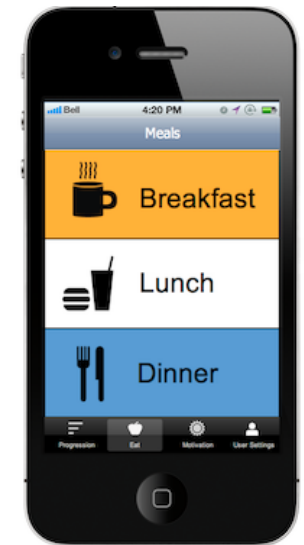 Bell 4:20 PM
Meals
Breakfast
Lunch
Dinner
Progression Eat Motivation User Settings